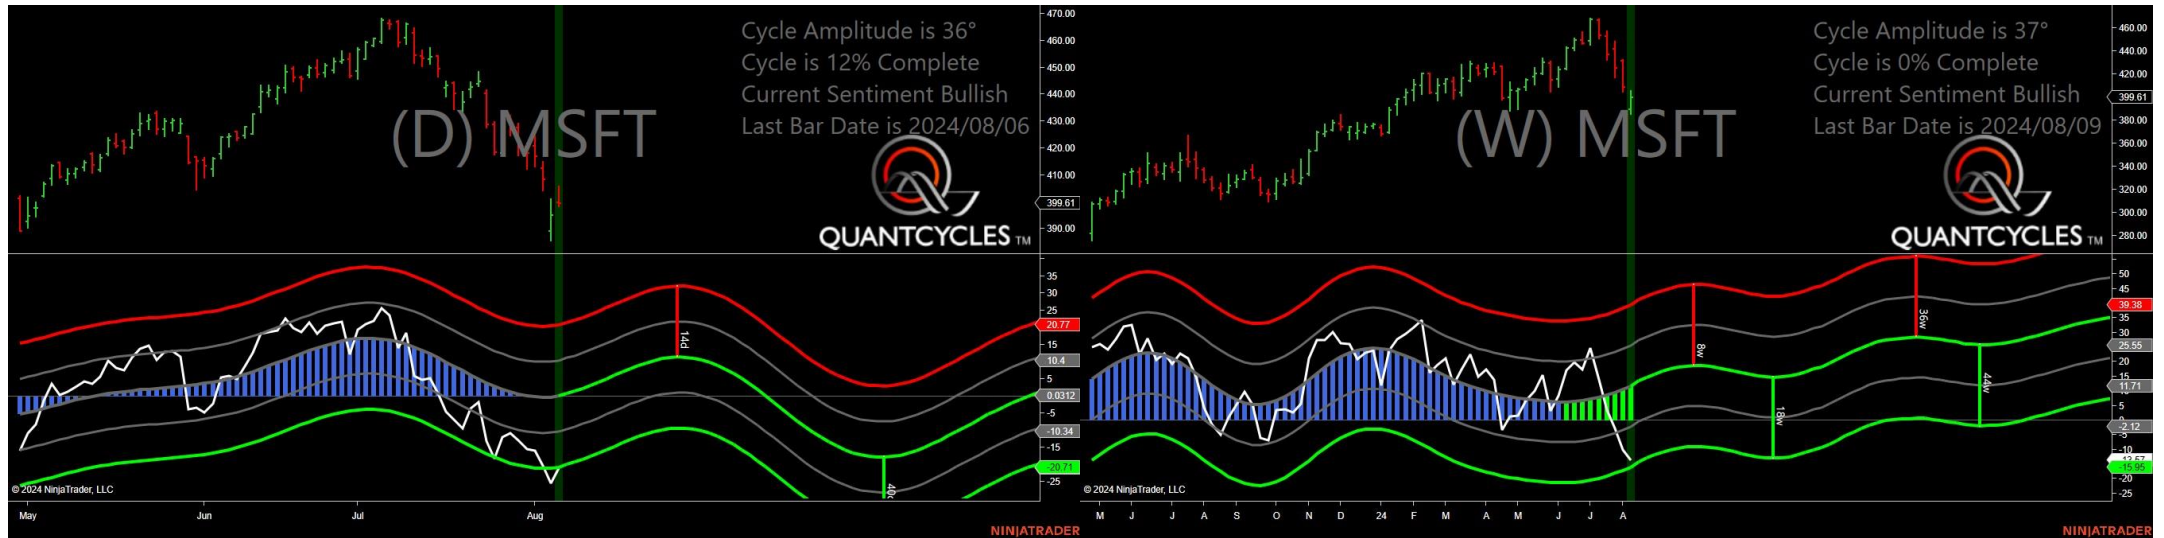 Cycle Amplitude is 36°
Cycle is 12% Complete
Current Sentiment Bullish
Last Bar Date is 2024/08/06
(D) MSFT
QUANTCYCLES TM
470.00
460.00
450.00
440.00
430.00
420.00
410.00
399.61
390.00
35
30
25
20.77
15
10.4
5
0.0312
-5
-10.34
-15
-20.71
-25
14d
© 2024 NinjaTrader, LLC
May
Jun
Jul
Aug
NINJATRADER
Cycle Amplitude is 37°
Cycle is 0% Complete
Current Sentiment Bullish
Last Bar Date is 2024/08/09
(W) MSFT
QUANTCYCLES TM
460.00
440.00
420.00
399.61
380.00
360.00
340.00
320.00
300.00
280.00
50
45
39.38
35
30
25.55
20
15
11.71
5
-2.12
-5
-10
-15.95
-20
-25
8w
18w
36w
44w
© 2024 NinjaTrader, LLC
M
J
J
A
S
O
N
D
24
F
M
A
M
J
J
A
NINJATRADER